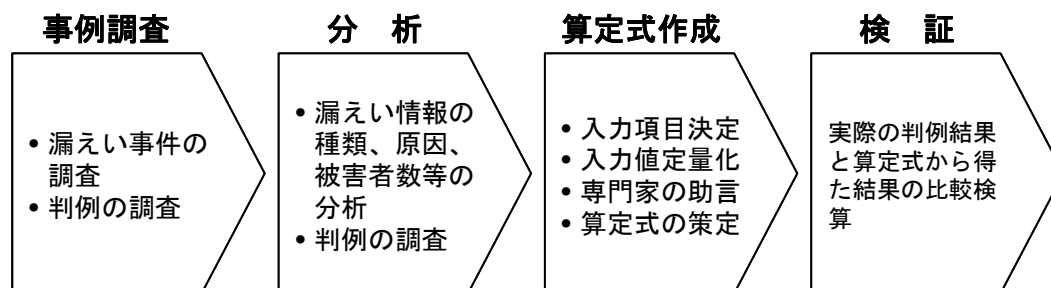 事例調査
• 漏えい事件の
調査
• 判例の調査
分　析
• 漏えい情報の
種類、原因、
被害者数等の
分析
• 判例の調査
算定式作成
• 入力項目決定
• 入力値定量化
• 専門家の助言
• 算定式の策定
検　証
実際の判例結果
と算定式から得
た結果の比較検
算